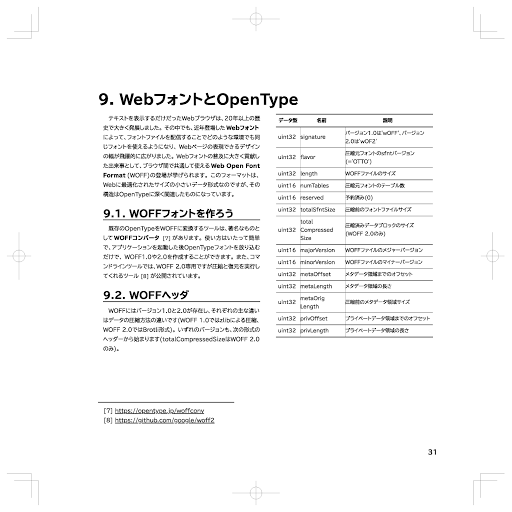 9. WebフォントとOpenType
テキストを表示するだけだったWebブラウザは、20年以上の歴
史で大きく発展しました。その中でも、近年登場したWebフォント
によって、フォントファイルを配信することでどのような環境でも同
じフォントを使えるようになり、Webページの表現できるデザイン
の幅が飛躍的に広がりました。Webフォントの普及に大きく貢献し
た出来事として、ブラウザ間で共通して使えるWeb Open Font
Format (WOFF)の登場が挙げられます。このフォーマットは、
Webに最適化されたサイズの小さいデータ形式なのですが、その
構造はOpenTypeに深く関連したものになっています。
9.1. WOFFフォントを作ろう
既存のOpenTypeをWOFFに変換するツールは、著名なものと
してWOFFコンバータ [7] があります。使い方はいたって簡単
で、アプリケーションを起動した後OpenTypeフォントを放り込む
だけで、WOFF1.0や2.0を作成することができます。また、コマ
ンドラインツールでは、WOFF 2.0専用ですが圧縮と復元を実行し
てくれるツール [8] が公開されています。
9.2. WOFFヘッダ
WOFFにはバージョン1.0と2.0が存在し、それぞれの主な違い
はデータの圧縮方法の違いです(WOFF 1.0ではzlibによる圧縮、
WOFF 2.0ではBrotli形式)。いずれのバージョンも、次の形式の
ヘッダーから始まります(totalCompressedSizeはWOFF 2.0
のみ)。
データ型 名前 説明
uint32 signature バージョン1.0は'wOFF'、バージョン
2.0は'wOF2'
uint32 flavor 圧縮元フォントのsfntバージョン
(='OTTO')
uint32 length WOFFファイルのサイズ
uint16 numTables 圧縮元フォントのテーブル数
uint16 reserved 予約済み(0)
uint32 totalSfntSize 圧縮前のフォントファイルサイズ
uint32 total
Compressed
Size 圧縮済みデータブロックのサイズ
(WOFF 2.0のみ)
uint16 majorVersion WOFFファイルのメジャーバージョン
uint16 minorVersion WOFFファイルのマイナーバージョン
uint32 metaOffset メタデータ領域までのオフセット
uint32 metaLength メタデータ領域の長さ
uint32 metaOrig
Length 圧縮前のメタデータ領域サイズ
uint32 privOffset プライベートデータ領域までのオフセット
uint32 privLength プライベートデータ領域の長さ
[7] https://opentype.jp/woffconv
[8] https://github.com/google/woff2
31